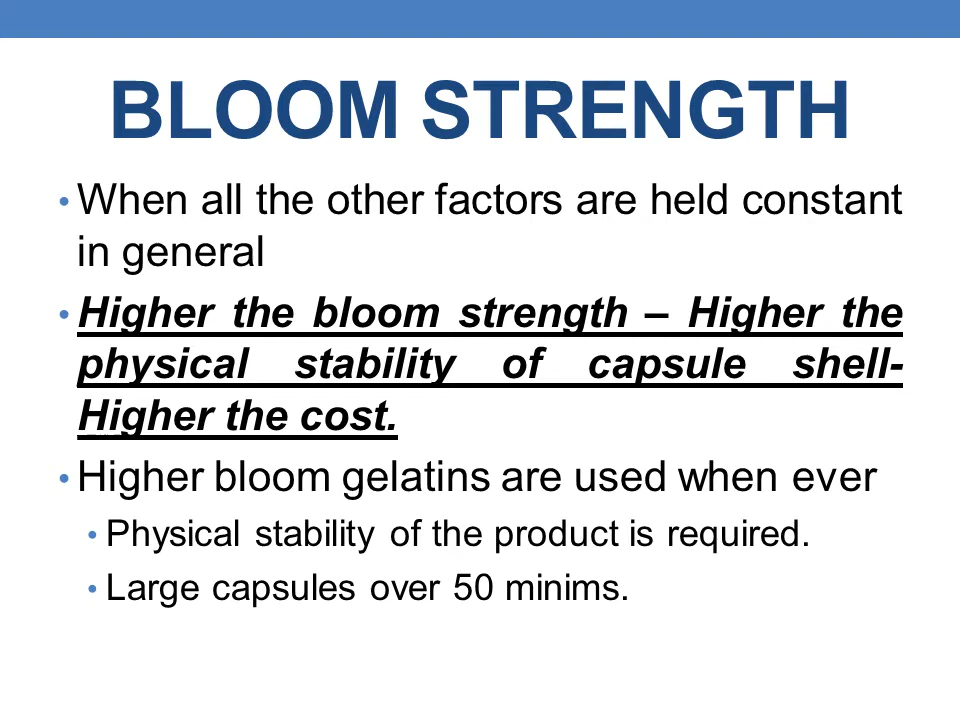 BLOOM STRENGTH
• When all the other factors are held constant
in general
• Higher the bloom strength – Higher the
physical stability of capsule shell-
Higher the cost.
• Higher bloom gelatins are used when ever
• Physical stability of the product is required.
• Large capsules over 50 minims.